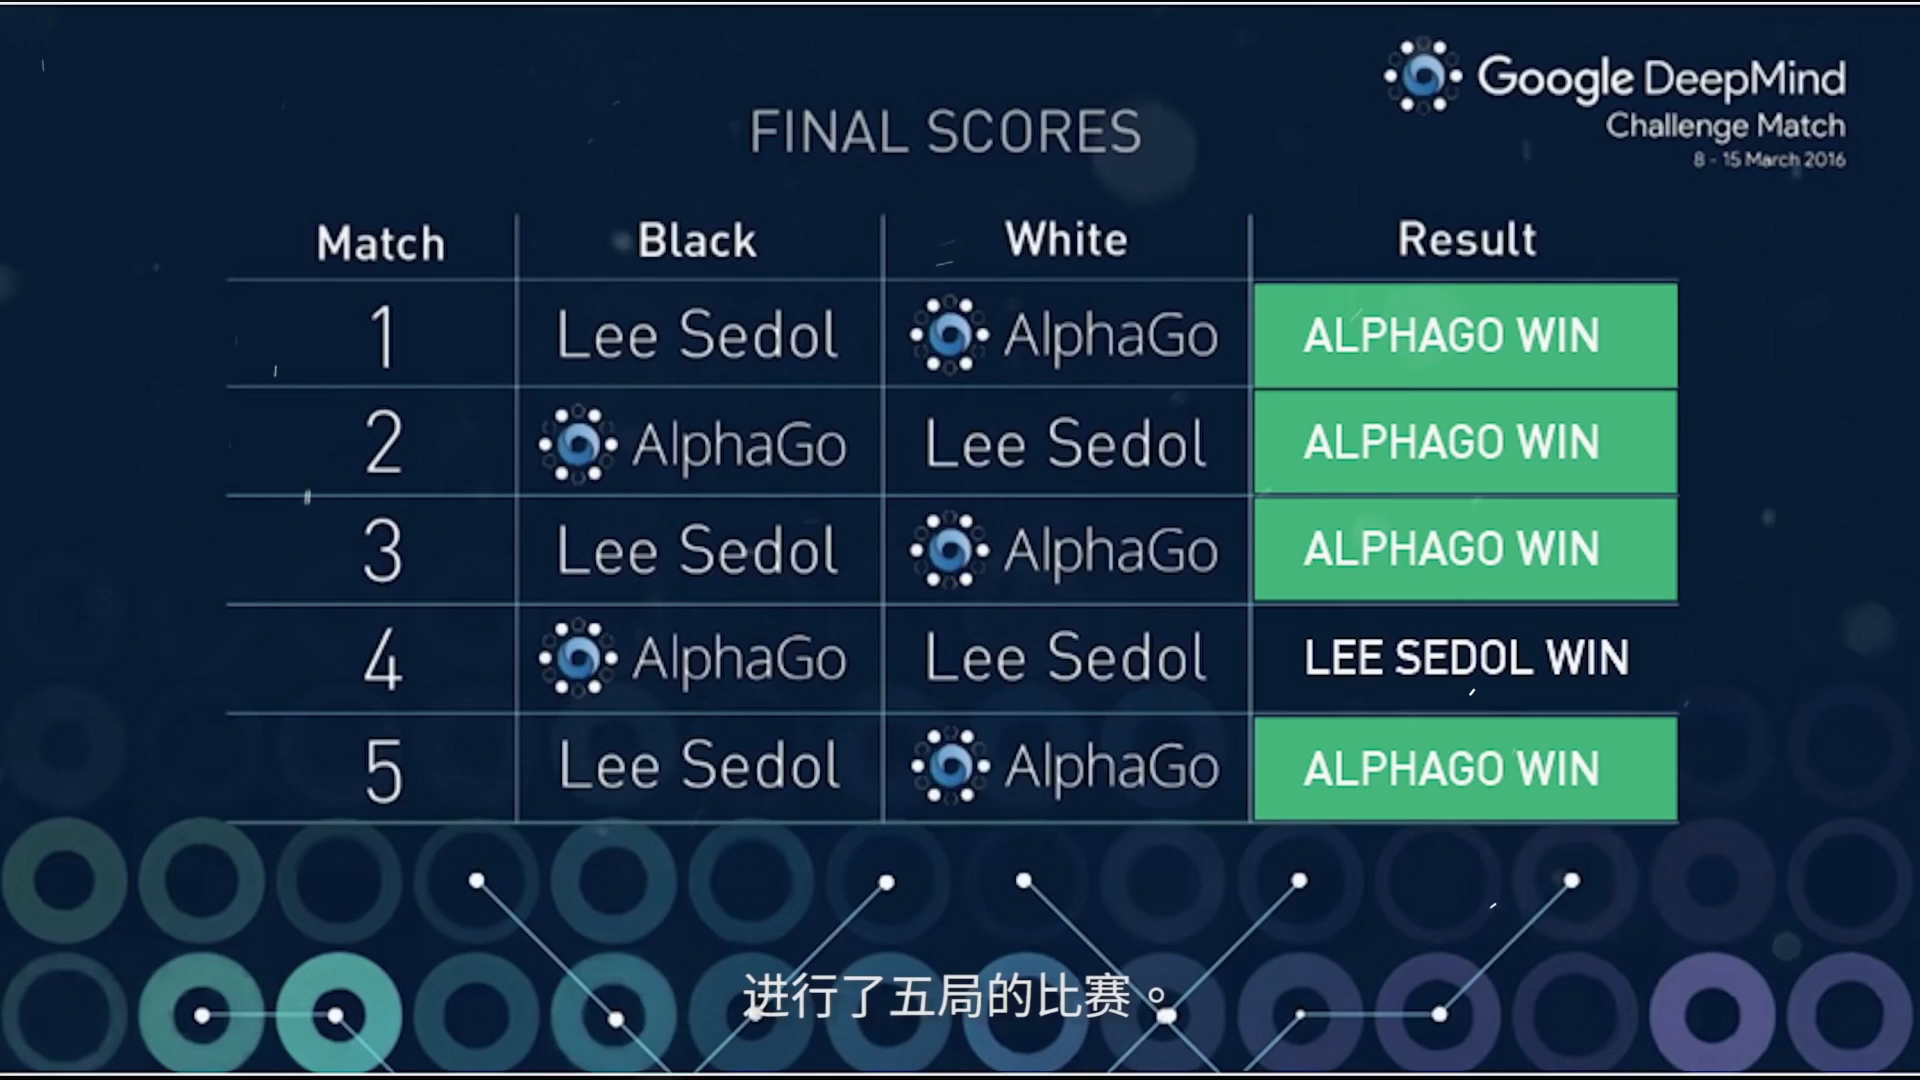 Google DeepMind
Challenge Match
8 - 15 March 2016
FINAL SCORES
Match Black White Result
1 Lee Sedol AlphaGo ALPHAGO WIN
2 AlphaGo Lee Sedol ALPHAGO WIN
3 Lee Sedol AlphaGo ALPHAGO WIN
4 AlphaGo Lee Sedol LEE SEDOL WIN
5 Lee Sedol AlphaGo ALPHAGO WIN
进行了五局的比赛。